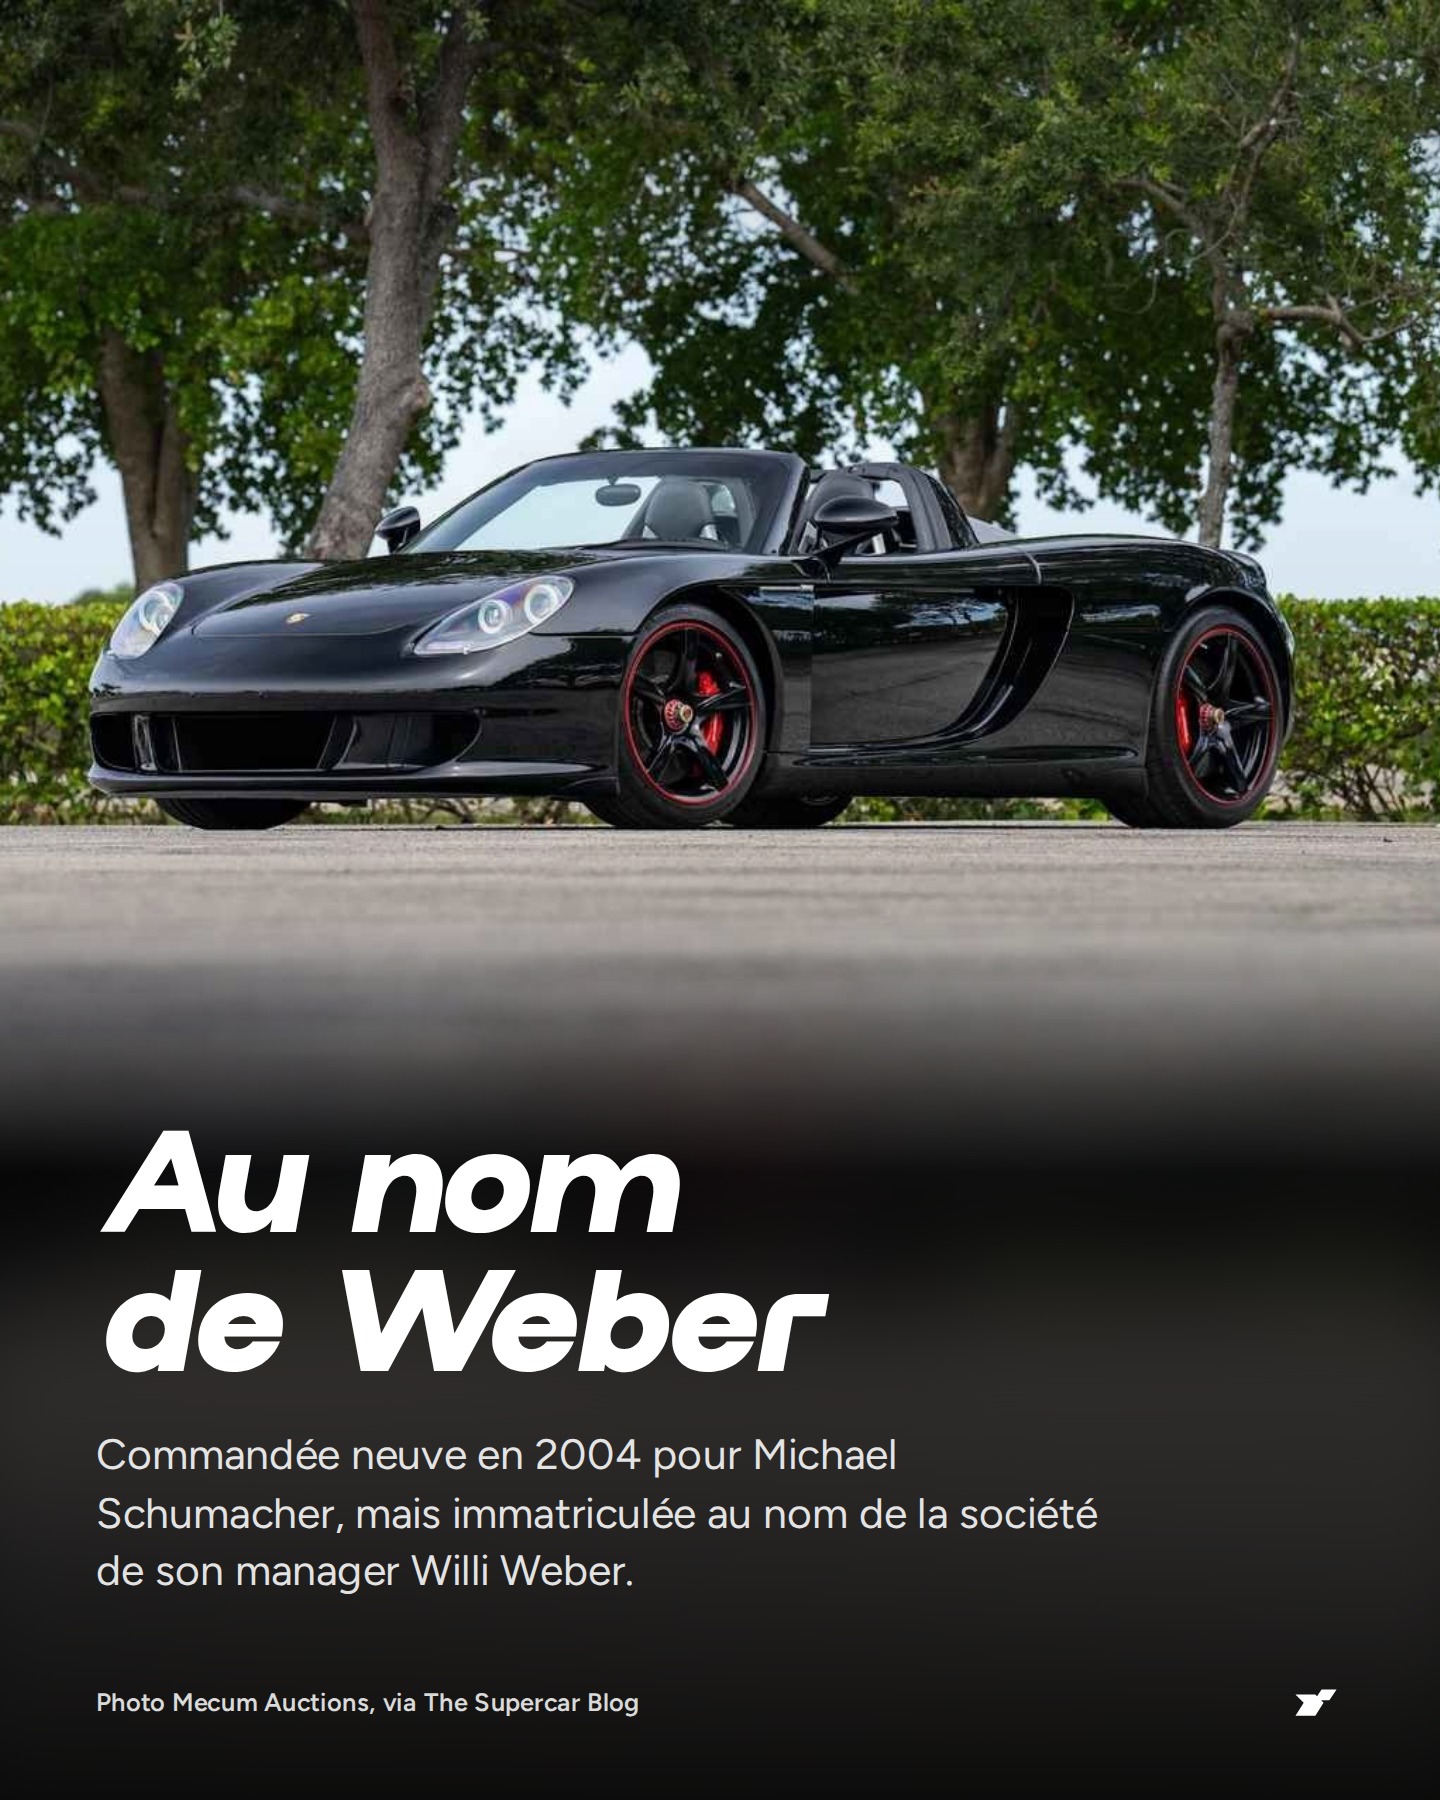 Au nom
de Weber
Commandée neuve en 2004 pour Michael
Schumacher, mais immatriculée au nom de la société
de son manager Willi Weber.
Photo Mecum Auctions, via The Supercar Blog